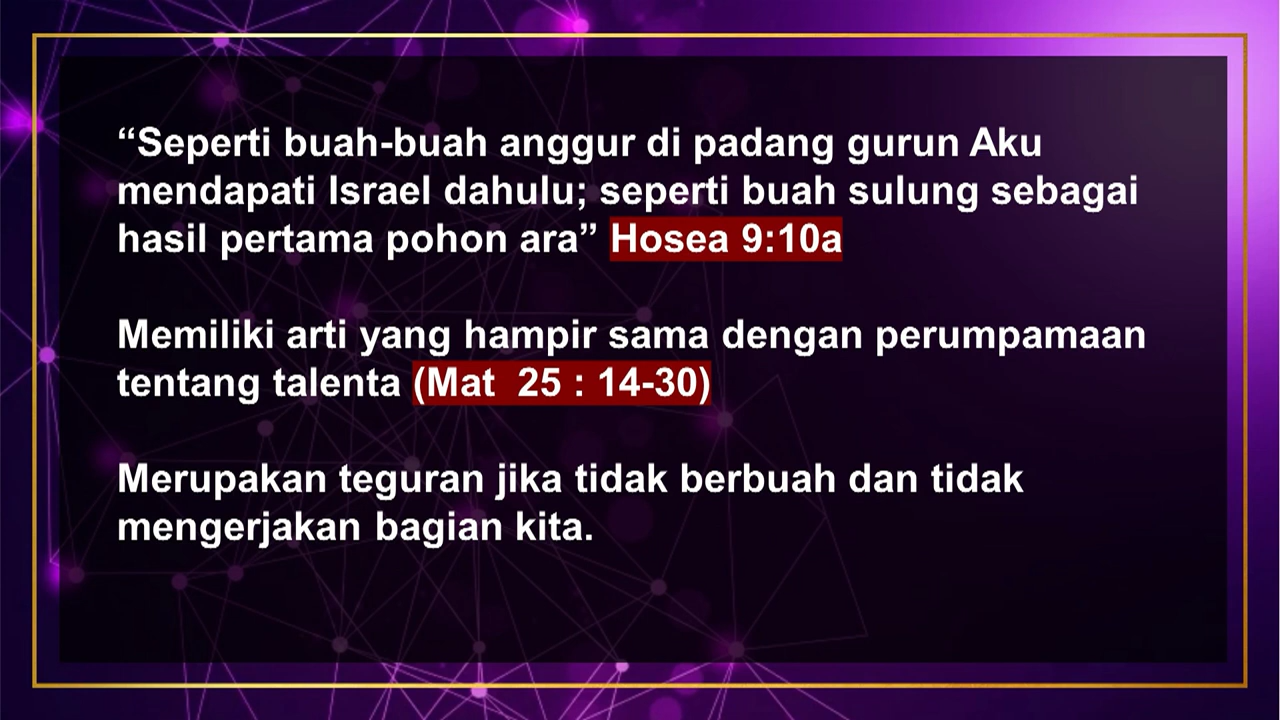 “Seperti buah-buah anggur di padang gurun Aku
mendapati Israel dahulu; seperti buah sulung sebagai
hasil pertama pohon ara” Hosea 9:10a
Memiliki arti yang hampir sama dengan perumpamaan
tentang talenta (Mat  25 : 14-30)
Merupakan teguran jika tidak berbuah dan tidak
mengerjakan bagian kita.